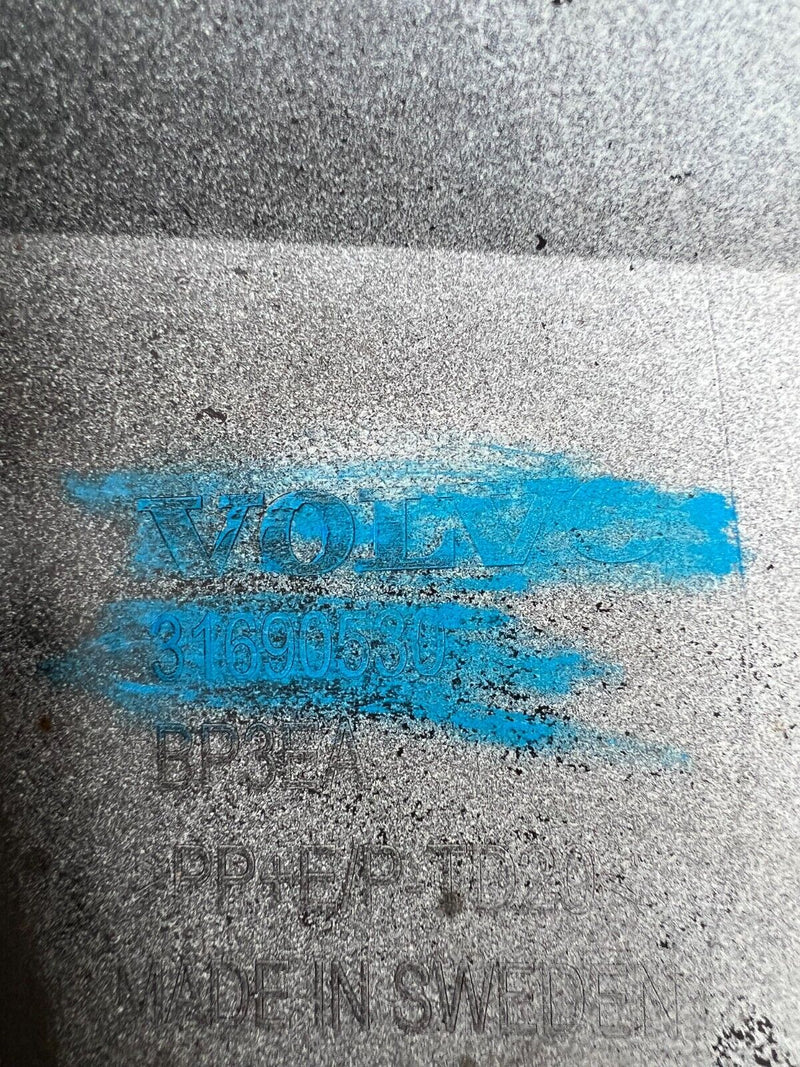 VOLVO
31690530
BP3EA
>PP+E/P-TD20<
MADE IN SWEDEN